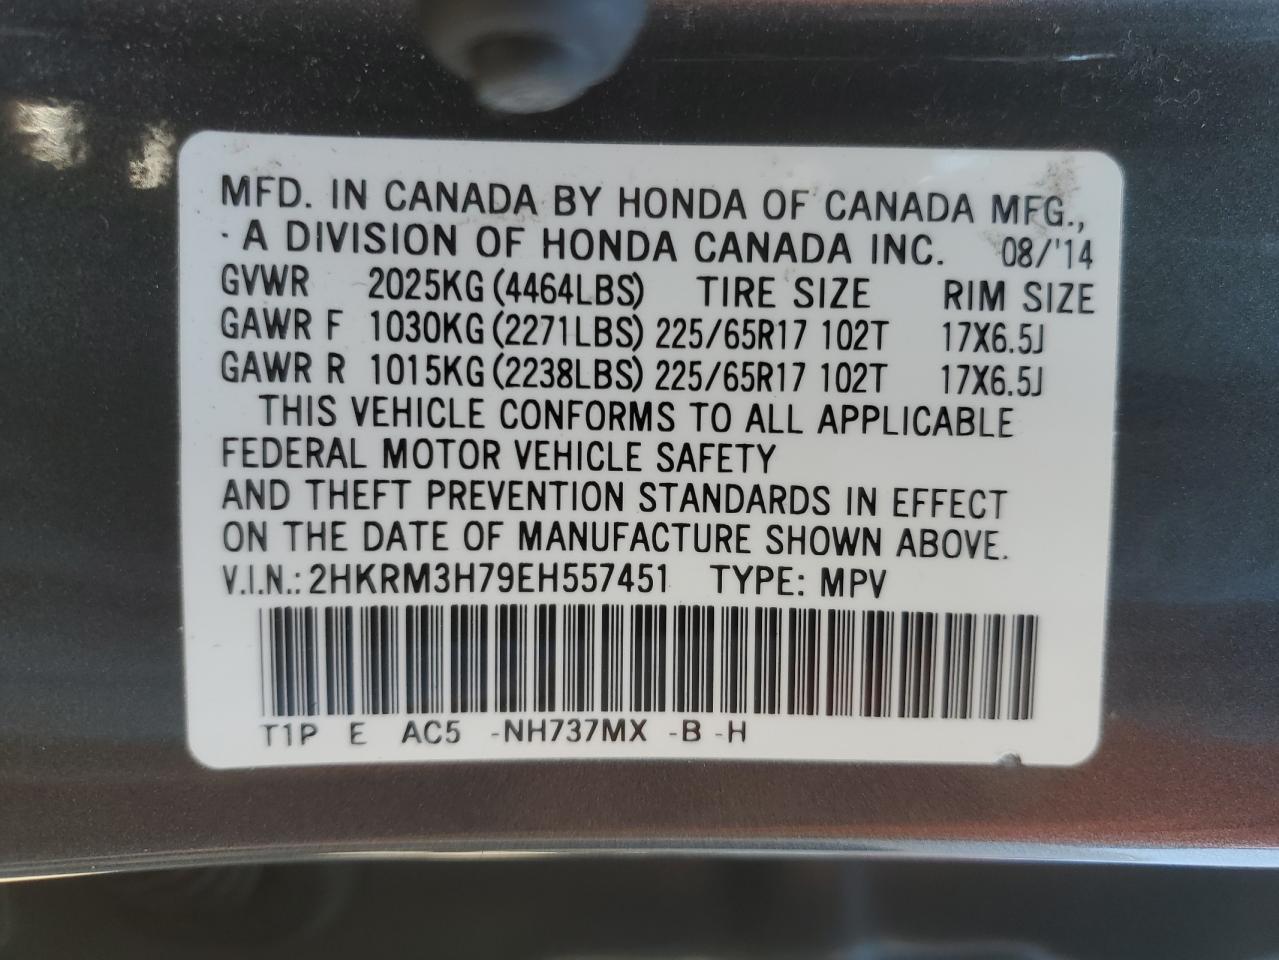 MFD. IN CANADA BY HONDA OF CANADA MFG.,
· A DIVISION OF HONDA CANADA INC. 08/'14
GVWR 2025KG (4464LBS) TIRE SIZE RIM SIZE
GAWR F 1030KG (2271LBS) 225/65R17 102T 17X6.5J
GAWR R 1015KG (2238LBS) 225/65R17 102T 17X6.5J
THIS VEHICLE CONFORMS TO ALL APPLICABLE
FEDERAL MOTOR VEHICLE SAFETY
AND THEFT PREVENTION STANDARDS IN EFFECT
ON THE DATE OF MANUFACTURE SHOWN ABOVE.
V.I.N.: 2HKRM3H79EH557451 TYPE: MPV
T1P E AC5 -NH737MX -B -H